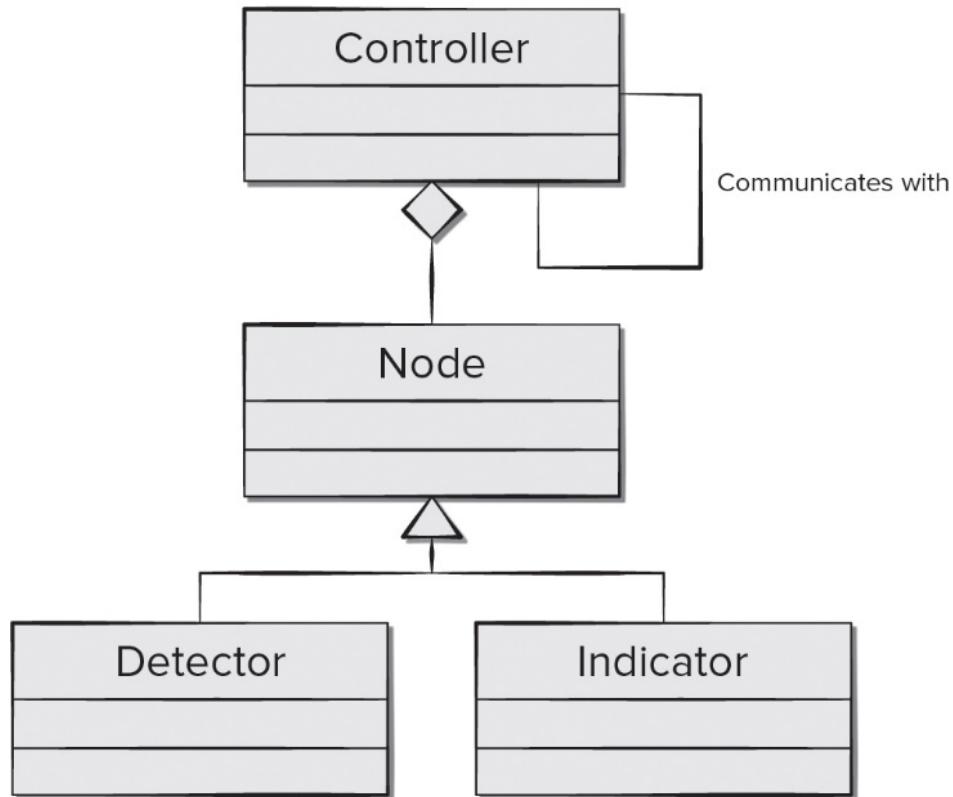 Controller
Communicates with
Node
Detector
Indicator